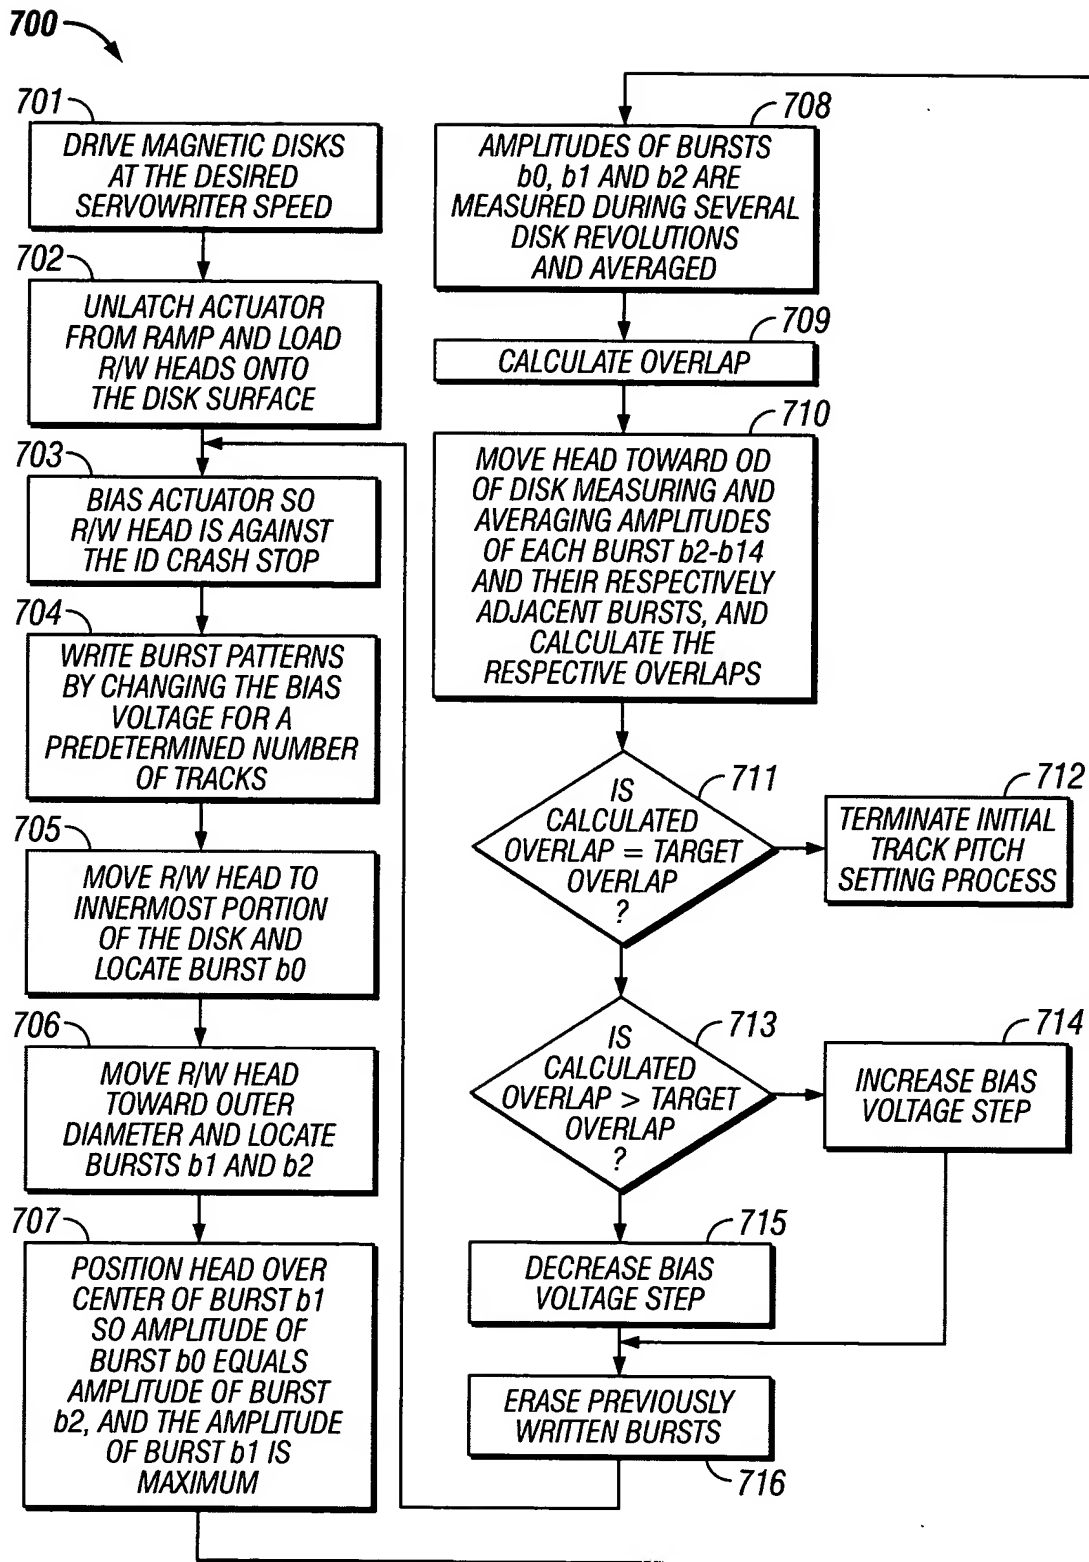 700
701
DRIVE MAGNETIC DISKS
AT THE DESIRED
SERVOWRITER SPEED
702
UNLATCH ACTUATOR
FROM RAMP AND LOAD
R/W HEADS ONTO
THE DISK SURFACE
703
BIAS ACTUATOR SO
R/W HEAD IS AGAINST
THE ID CRASH STOP
704
WRITE BURST PATTERNS
BY CHANGING THE BIAS
VOLTAGE FOR A
PREDETERMINED NUMBER
OF TRACKS
705
MOVE R/W HEAD TO
INNERMOST PORTION
OF THE DISK AND
LOCATE BURST b0
706
MOVE R/W HEAD
TOWARD OUTER
DIAMETER AND LOCATE
BURSTS b1 AND b2
707
POSITION HEAD OVER
CENTER OF BURST b1
SO AMPLITUDE OF
BURST b0 EQUALS
AMPLITUDE OF BURST
b2, AND THE AMPLITUDE
OF BURST b1 IS
MAXIMUM
708
AMPLITUDES OF BURSTS
b0, b1 AND b2 ARE
MEASURED DURING SEVERAL
DISK REVOLUTIONS
AND AVERAGED
709
CALCULATE OVERLAP
710
MOVE HEAD TOWARD OD
OF DISK MEASURING AND
AVERAGING AMPLITUDES
OF EACH BURST b2-b14
AND THEIR RESPECTIVELY
ADJACENT BURSTS, AND
CALCULATE THE
RESPECTIVE OVERLAPS
711
IS
CALCULATED
OVERLAP = TARGET
OVERLAP
?
712
TERMINATE INITIAL
TRACK PITCH
SETTING PROCESS
713
IS
CALCULATED
OVERLAP > TARGET
OVERLAP
?
714
INCREASE BIAS
VOLTAGE STEP
715
DECREASE BIAS
VOLTAGE STEP
ERASE PREVIOUSLY
WRITTEN BURSTS
716